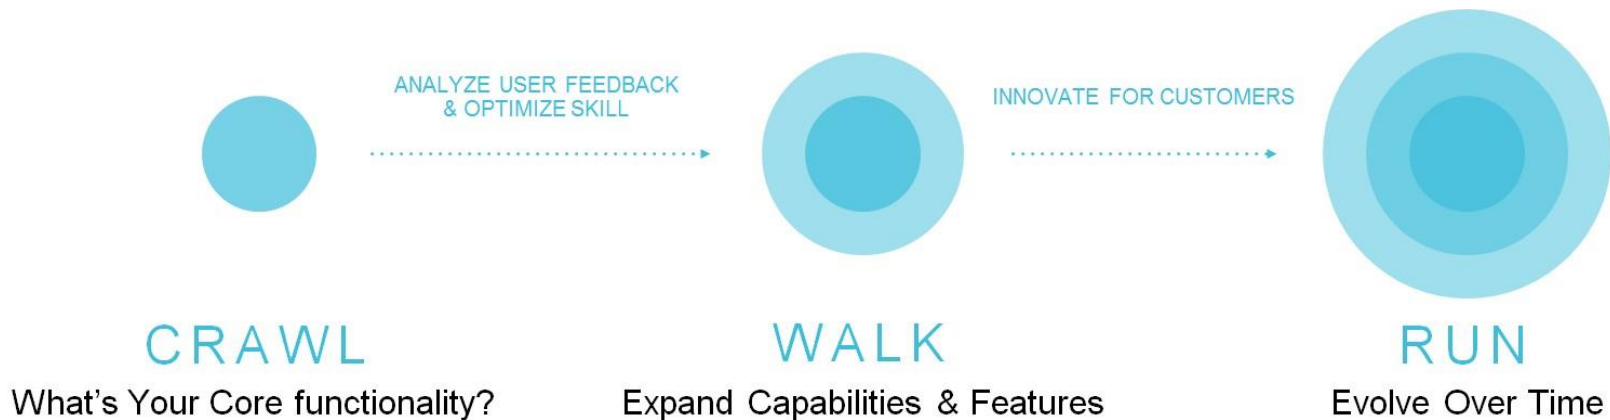 ANALYZE USER FEEDBACK
& OPTIMIZE SKILL
INNOVATE FOR CUSTOMERS
CRAWL
What's Your Core functionality?
WALK
Expand Capabilities & Features
RUN
Evolve Over Time